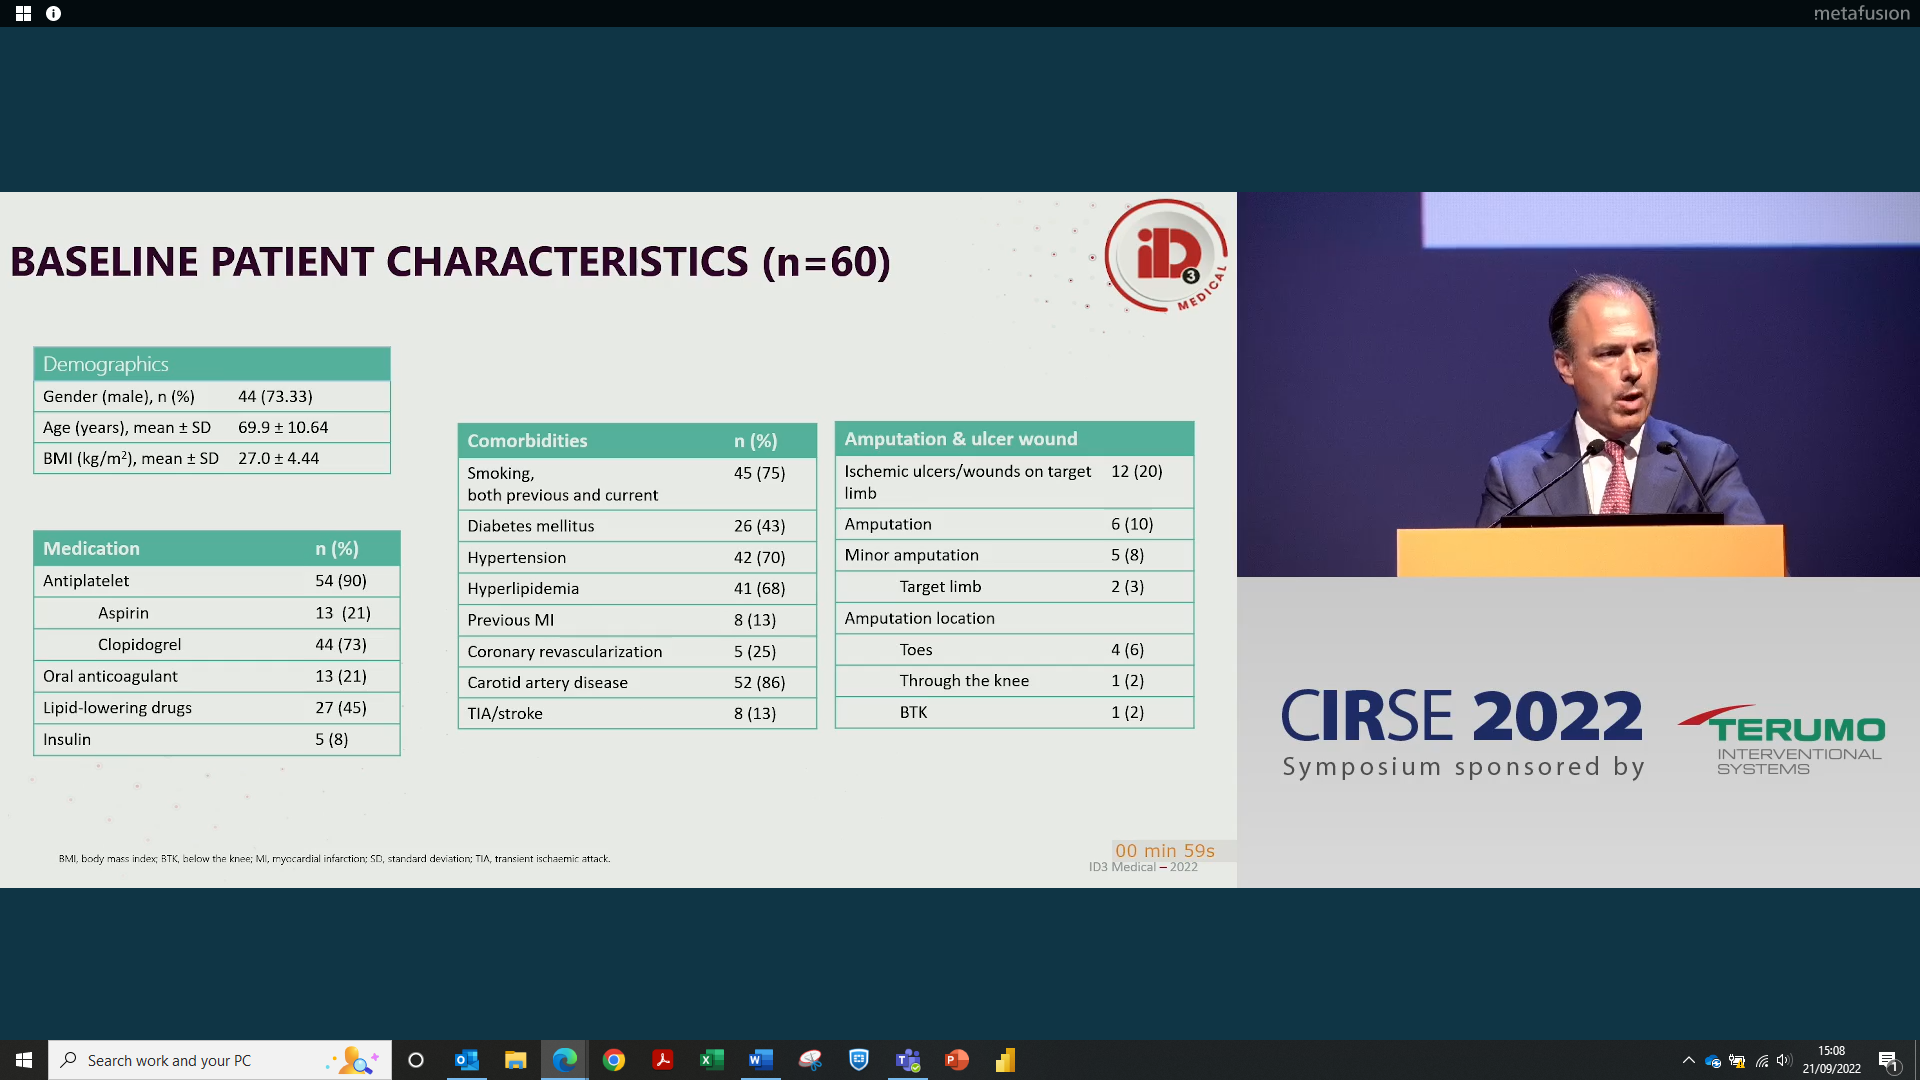 metafusion
BASELINE PATIENT CHARACTERISTICS (n=60)
iD
3
MEDICAL
Demographics
Gender (male), n (%) 44 (73.33)
Age (years), mean ± SD 69.9 ± 10.64
BMI (kg/m²), mean ± SD 27.0 ± 4.44
Medication n (%)
Antiplatelet 54 (90)
Aspirin 13 (21)
Clopidogrel 44 (73)
Oral anticoagulant 13 (21)
Lipid-lowering drugs 27 (45)
Insulin 5 (8)
Comorbidities n (%)
Smoking, 45 (75)
both previous and current
Diabetes mellitus 26 (43)
Hypertension 42 (70)
Hyperlipidemia 41 (68)
Previous MI 8 (13)
Coronary revascularization 5 (25)
Carotid artery disease 52 (86)
TIA/stroke 8 (13)
Amputation & ulcer wound
Ischemic ulcers/wounds on target 12 (20)
limb
Amputation 6 (10)
Minor amputation 5 (8)
Target limb 2 (3)
Amputation location
Toes 4 (6)
Through the knee 1 (2)
BTK 1 (2)
BMI, body mass index; BTK, below the knee; MI, myocardial infarction; SD, standard deviation; TIA, transient ischaemic attack.
00 min 59s
ID3 Medical – 2022
CIRSE 2022
Symposium sponsored by
TERUMO
INTERVENTIONAL
SYSTEMS
Search work and your PC
15:08
21/09/2022
1